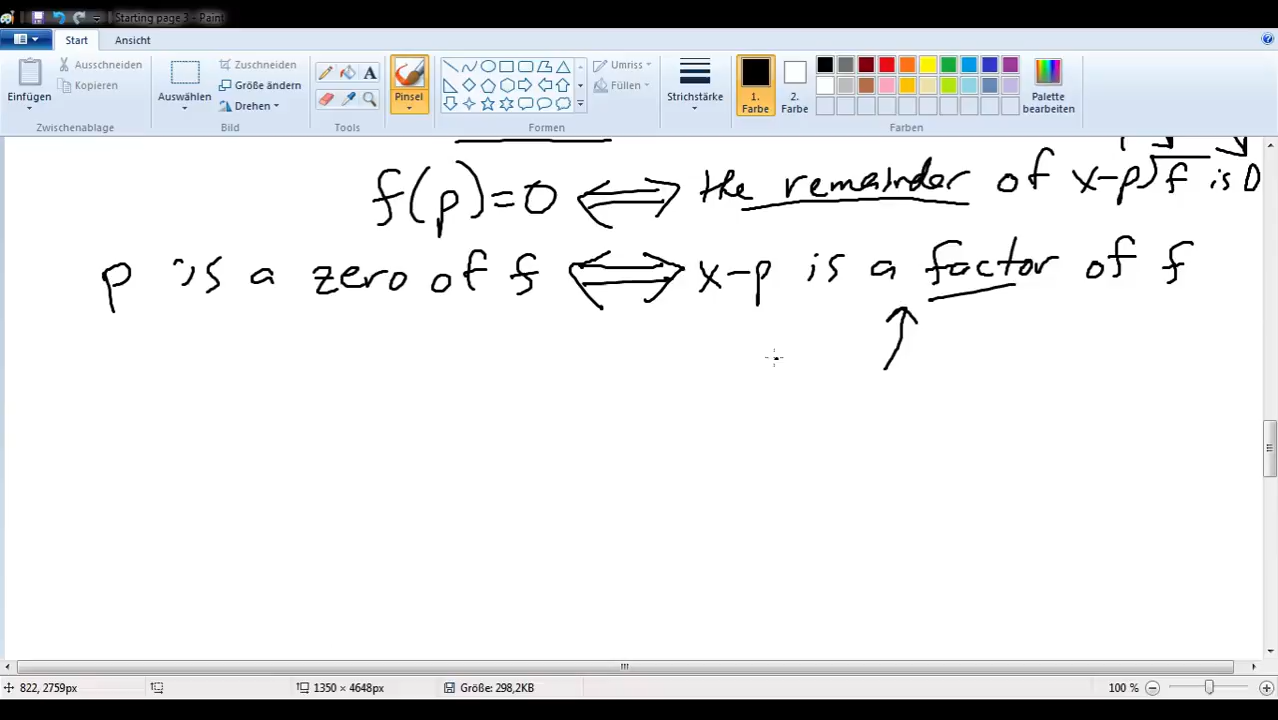 Starting page 3 - Paint
Start Ansicht
Einfügen
Ausschneiden
Kopieren
Zwischenablage
Auswählen
Zuschneiden
Größe ändern
Drehen
Bild
A
Tools
Pinsel
Umriss
Füllen
Formen
Strichstärke
1. Farbe
2. Farbe
Palette bearbeiten
Farben
f(p)=0 ⟺ the remainder of x-p)f is 0
p is a zero of f ⟺ x-p is a factor of f
822, 2759px
1350 × 4648px
Größe: 298,2KB
100 %